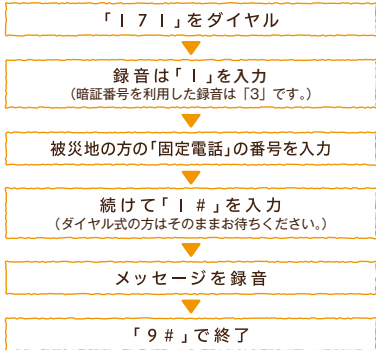 「171」をダイヤル
録音は「1」を入力
（暗証番号を利用した録音は「3」です。）
被災地の方の「固定電話」の番号を入力
続けて「1#」を入力
（ダイヤル式の方はそのままお待ちください。）
メッセージを録音
「9#」で終了